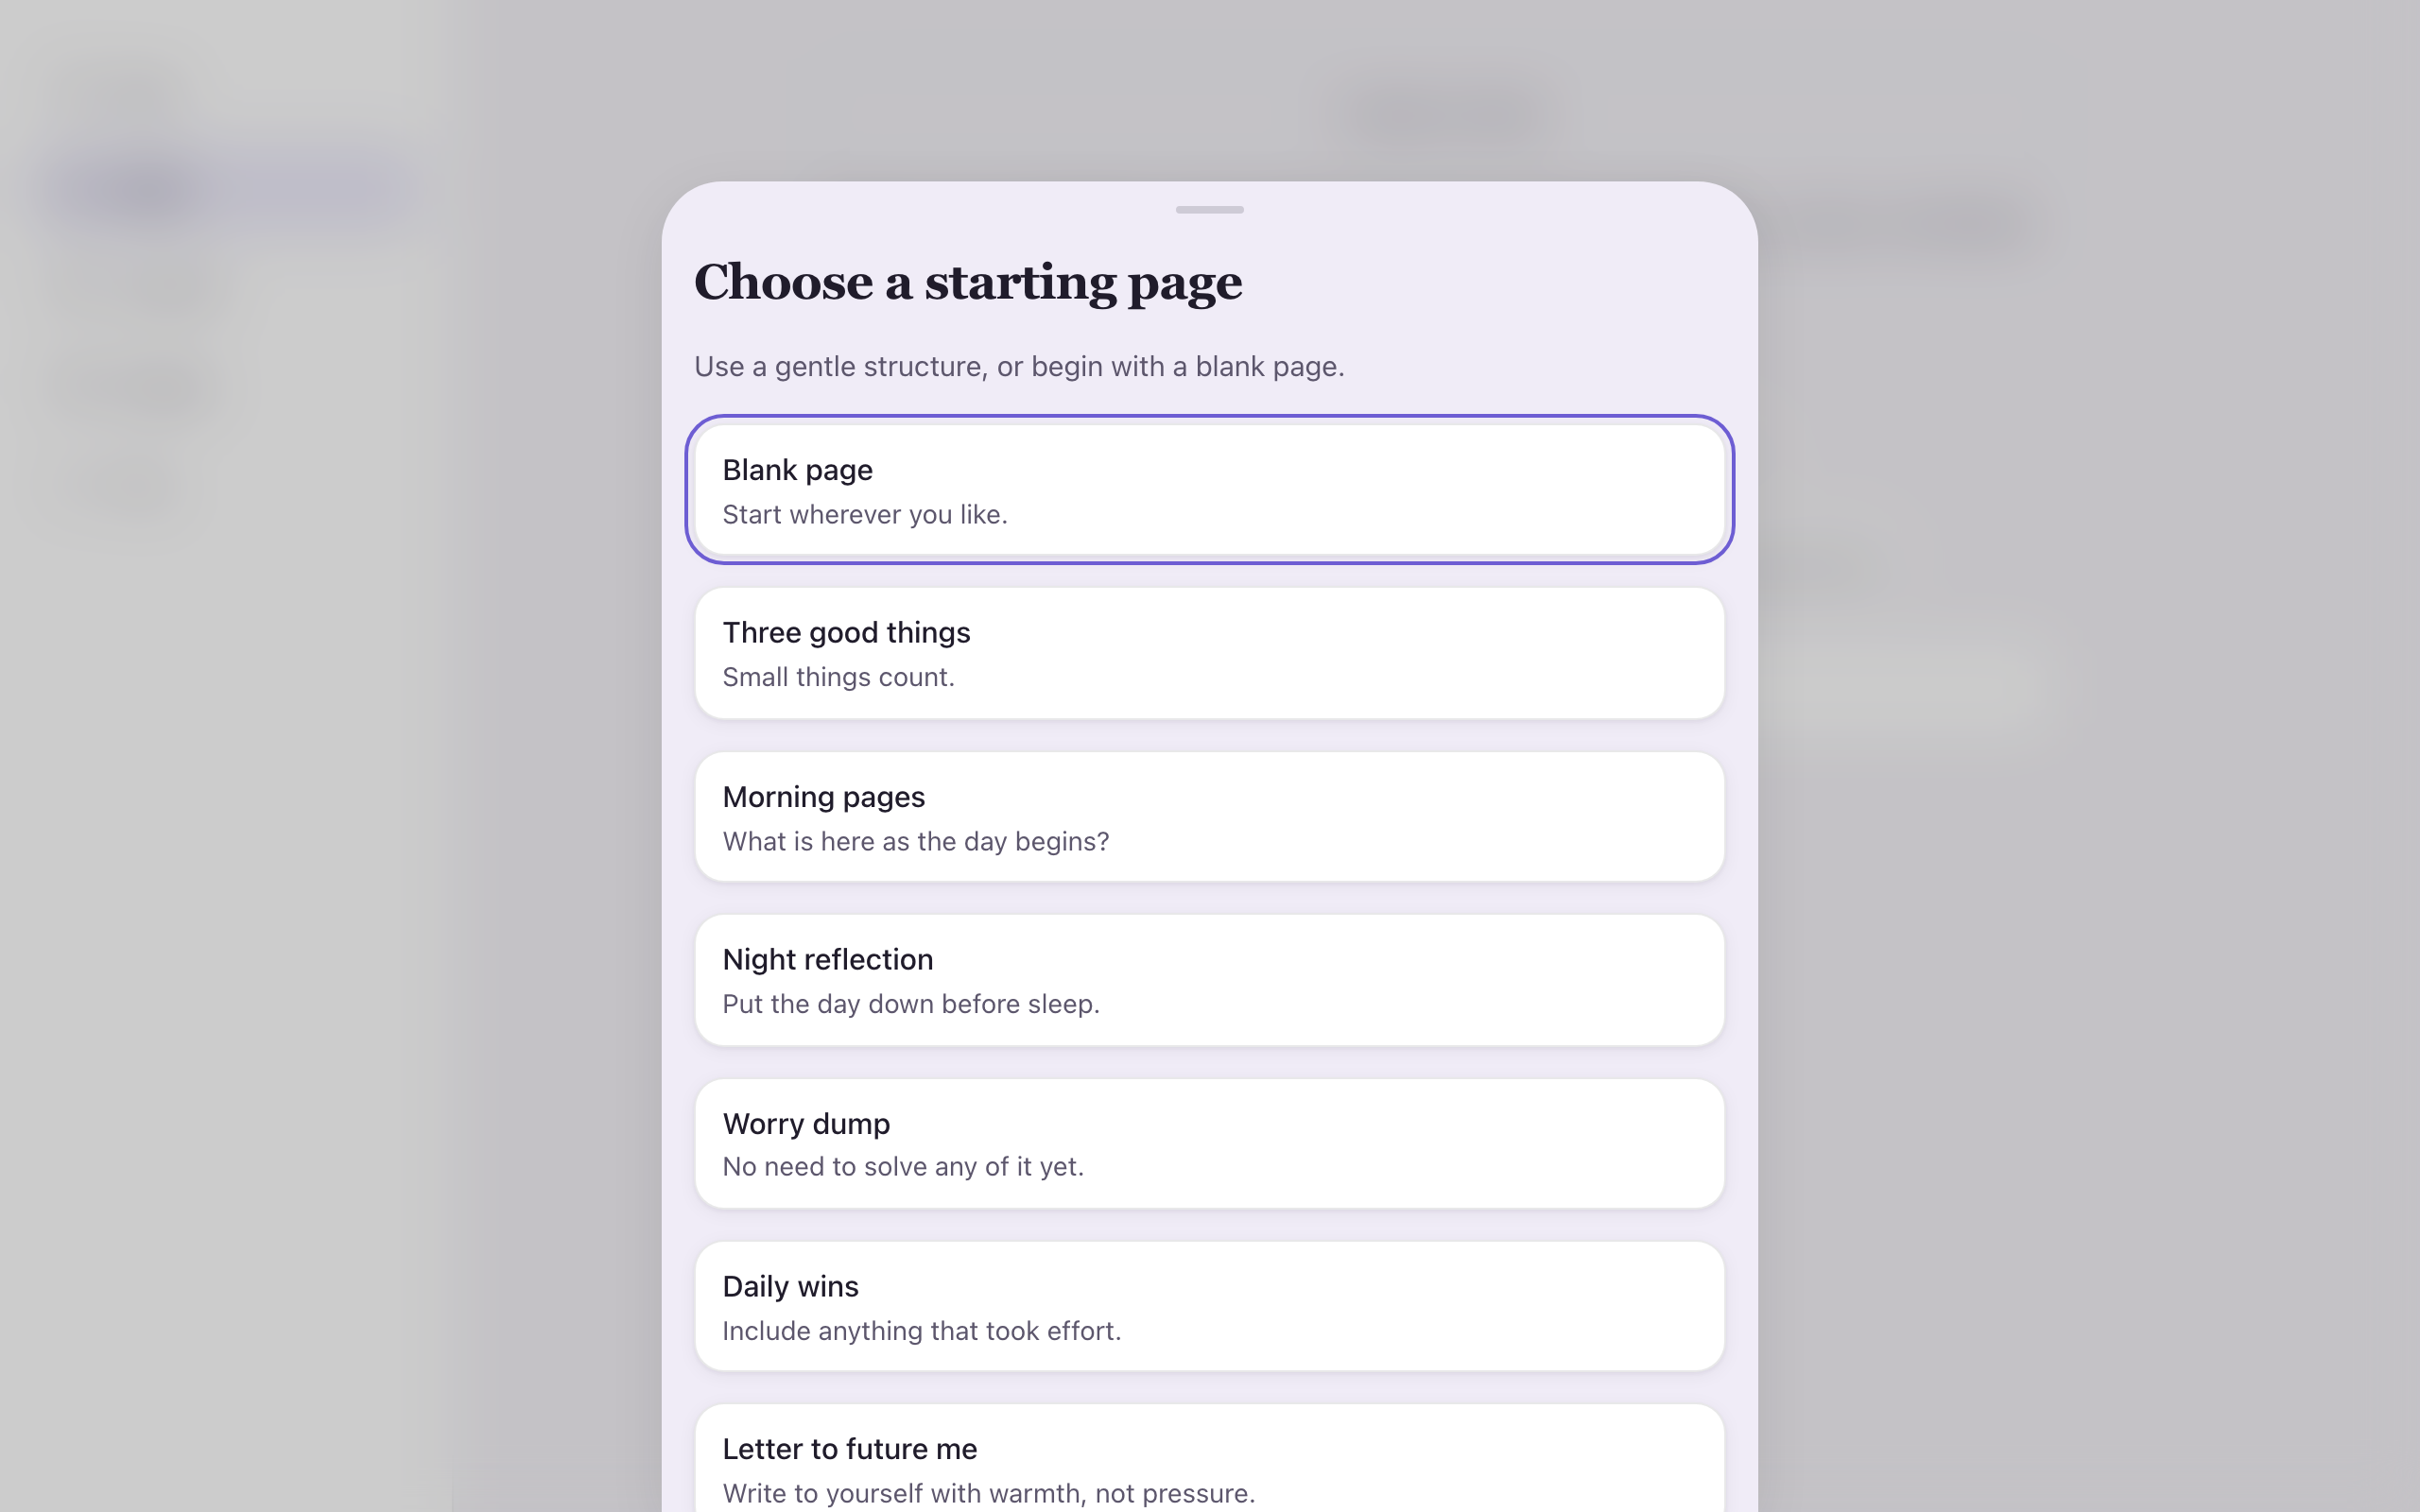 Choose a starting page
Use a gentle structure, or begin with a blank page.
Blank page
Start wherever you like.
Three good things
Small things count.
Morning pages
What is here as the day begins?
Night reflection
Put the day down before sleep.
Worry dump
No need to solve any of it yet.
Daily wins
Include anything that took effort.
Letter to future me
Write to yourself with warmth, not pressure.